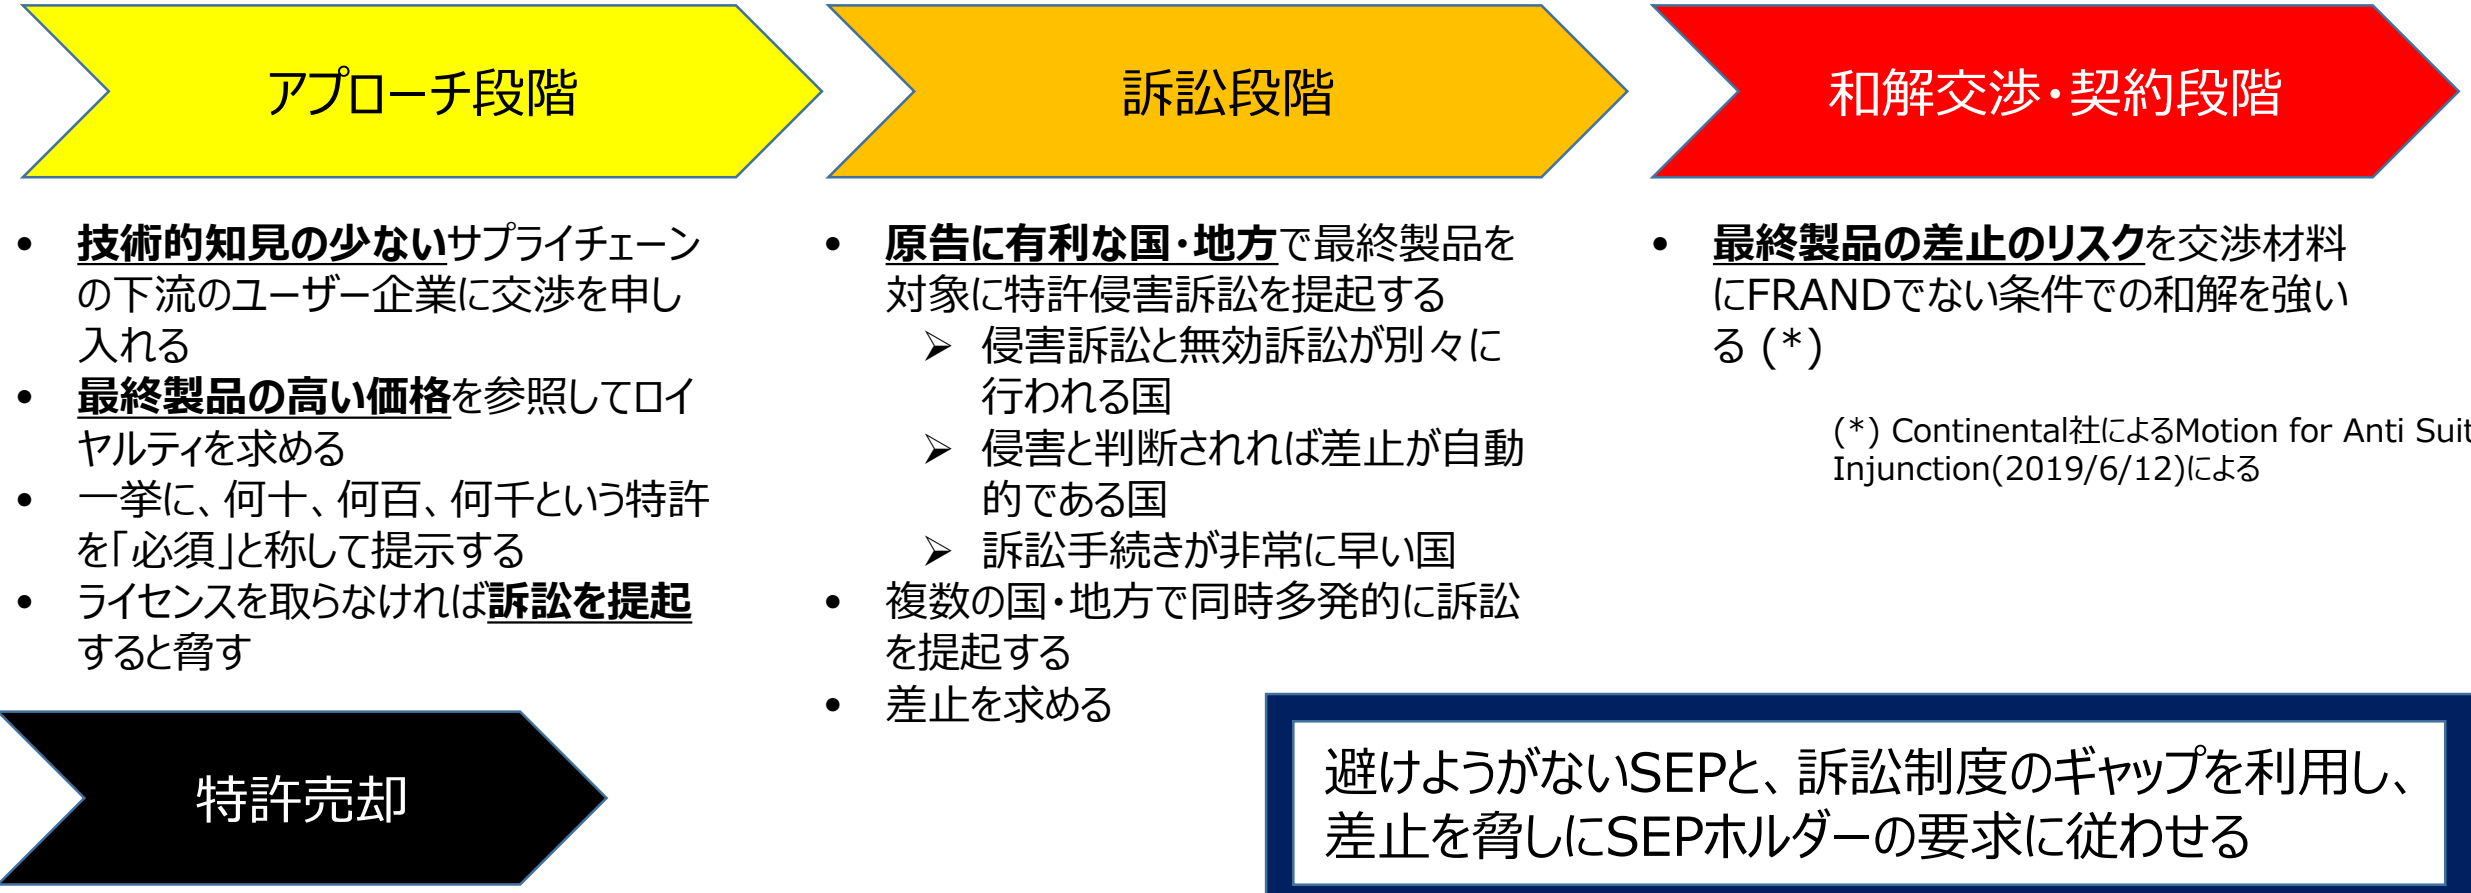 アプローチ段階
• 技術的知見の少ないサプライチェーン
の下流のユーザー企業に交渉を申し
入れる
• 最終製品の高い価格を参照してロイ
ヤルティを求める
• 一挙に、何十、何百、何千という特許
を「必須」と称して提示する
• ライセンスを取らなければ訴訟を提起
すると脅す
訴訟段階
• 原告に有利な国・地方で最終製品を
対象に特許侵害訴訟を提起する
➢ 侵害訴訟と無効訴訟が別々に
行われる国
➢ 侵害と判断されれば差止が自動
的である国
➢ 訴訟手続きが非常に早い国
• 複数の国・地方で同時多発的に訴訟
を提起する
• 差止を求める
和解交渉・契約段階
• 最終製品の差止のリスクを交渉材料
にFRANDでない条件での和解を強い
る (*)
(*) Continental社によるMotion for Anti Suit
Injunction(2019/6/12)による
特許売却
避けようがないSEPと、訴訟制度のギャップを利用し、
差止を脅しにSEPホルダーの要求に従わせる